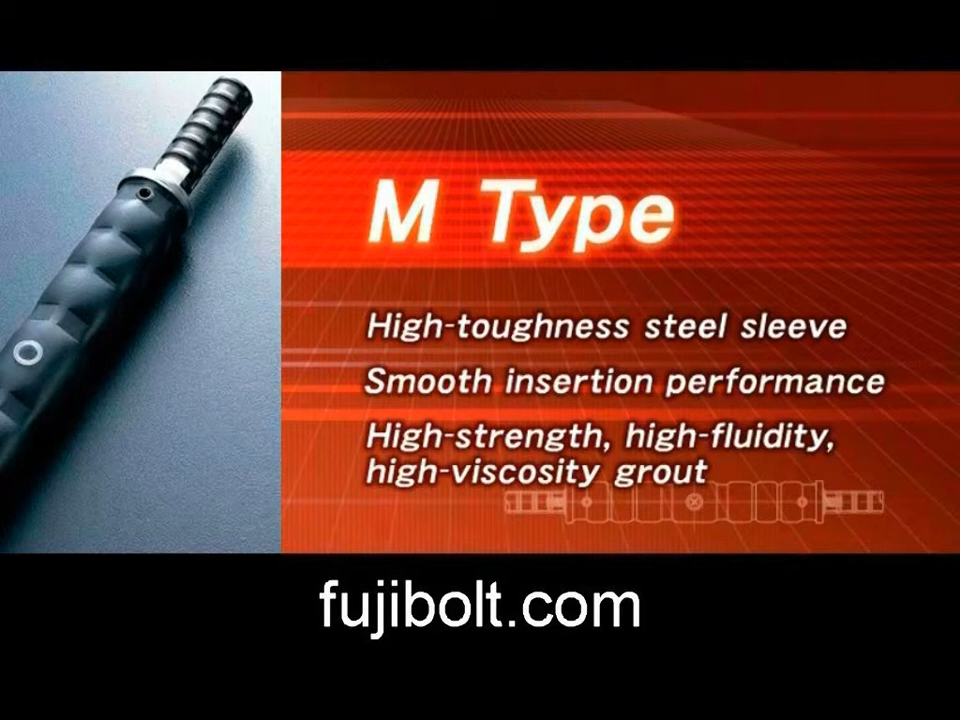 M Type
High-toughness steel sleeve
Smooth insertion performance
High-strength, high-fluidity,
high-viscosity grout
fujibolt.com